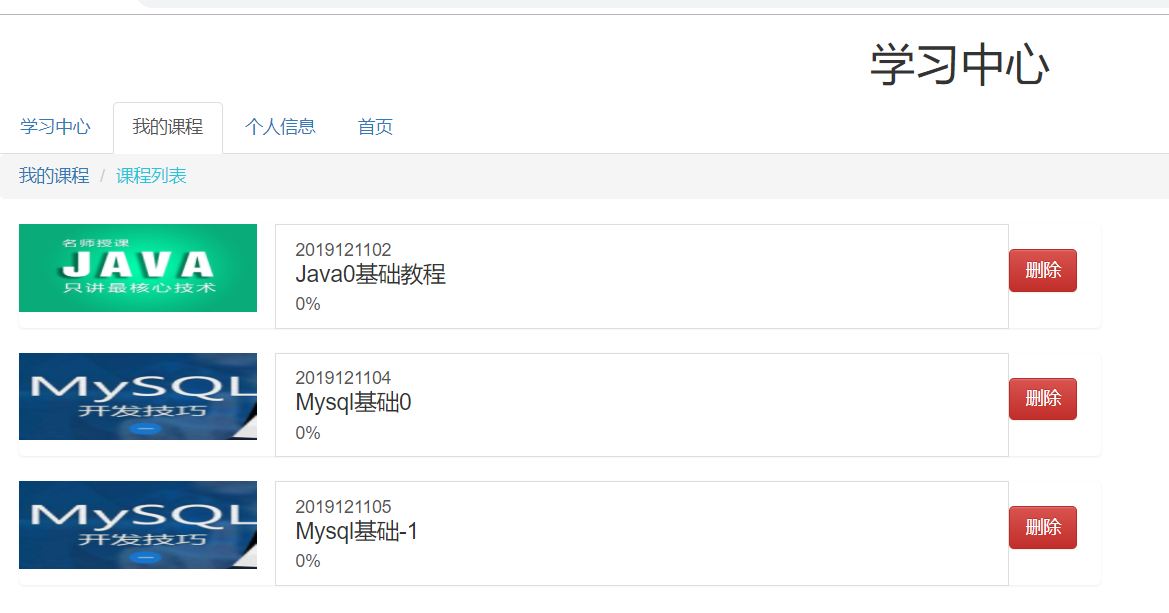 学习中心
学习中心 我的课程 个人信息 首页
我的课程 / 课程列表
名师授课
JAVA
只讲最核心技术
2019121102
Java0基础教程
0%
删除
MySQL
开发技巧
2019121104
Mysql基础0
0%
删除
MySQL
开发技巧
2019121105
Mysql基础-1
0%
删除